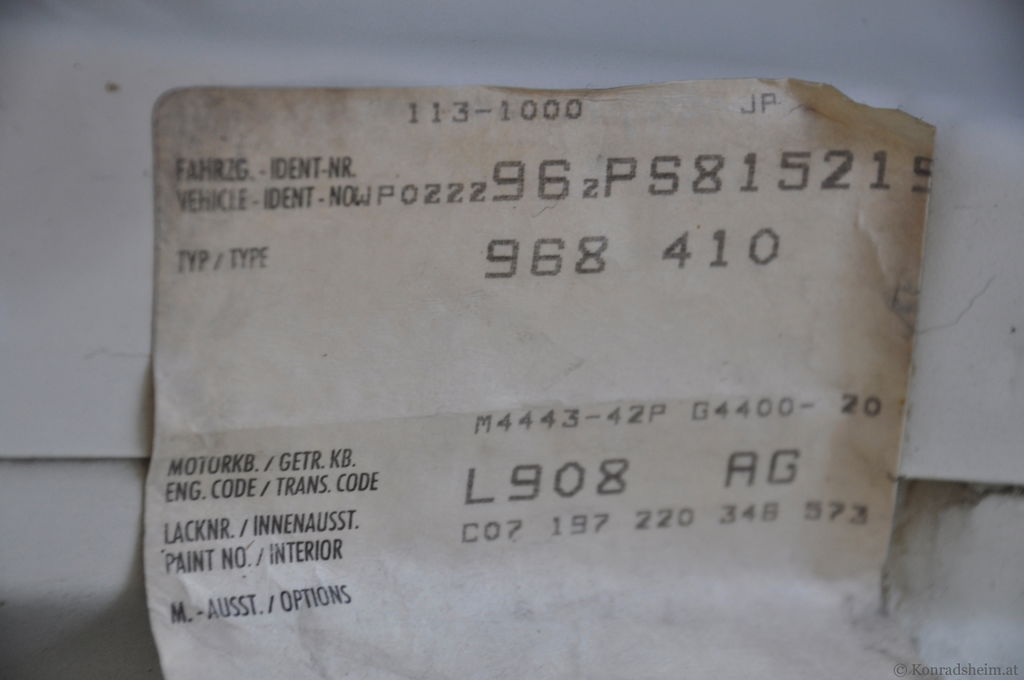 113-1000 JP
FAHRZG. - IDENT-NR.
VEHICLE - IDENT - NO. WP0ZZZ96ZPS815219
TYP / TYPE 968 410
M4443-42P G4400- 20
MOTORKB. / GETR. KB.
ENG. CODE / TRANS. CODE L908 AG
LACKNR. / INNENAUSST. C07 197 220 348 573
PAINT NO. / INTERIOR
M. - AUSST. / OPTIONS
© Konradsheim.at